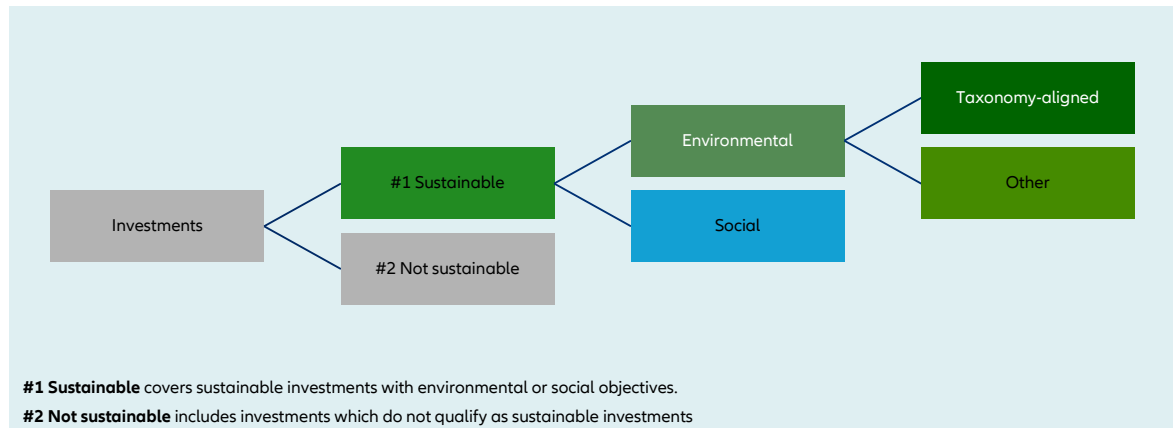 Taxonomy-aligned
Environmental
#1 Sustainable
Other
Investments
Social
#2 Not sustainable
#1 Sustainable covers sustainable investments with environmental or social objectives.
#2 Not sustainable includes investments which do not qualify as sustainable investments